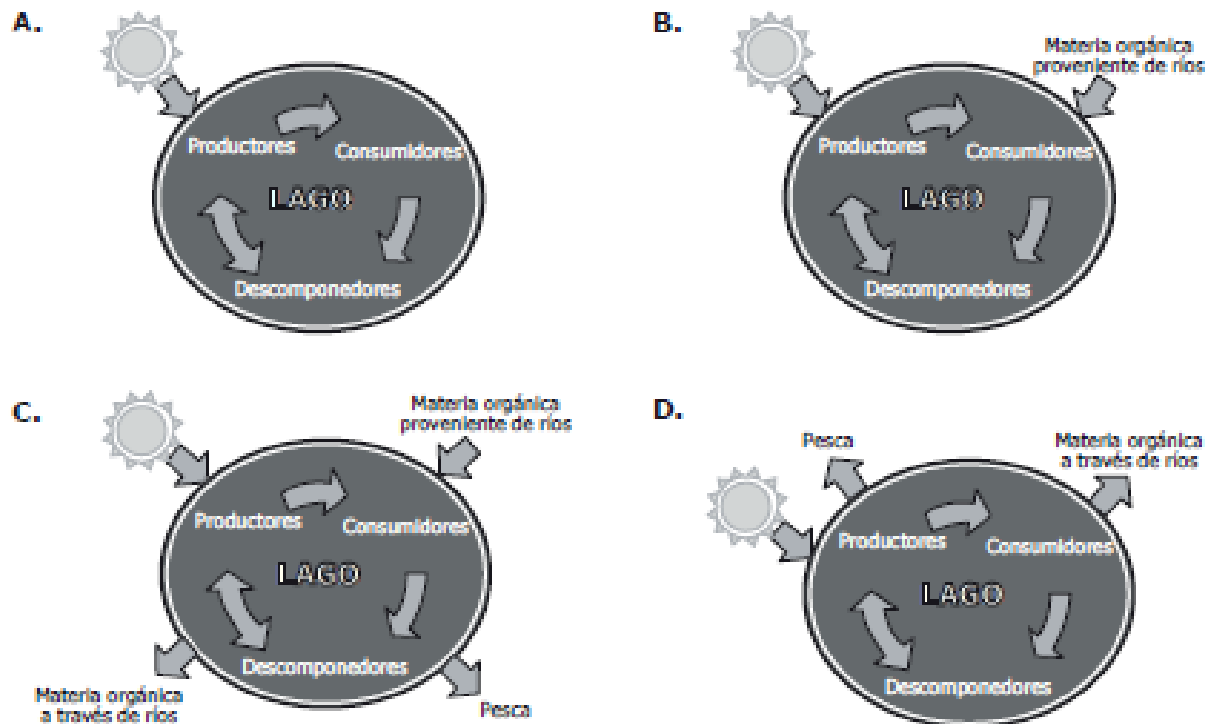 A.
Productores
Consumidores
LAGO
Descomponedores
B.
Materia orgánica
proveniente de ríos
Productores
Consumidores
LAGO
Descomponedores
C.
Materia orgánica
proveniente de ríos
Productores
Consumidores
LAGO
Descomponedores
Materia orgánica
a través de ríos
Pesca
D.
Pesca
Materia orgánica
a través de ríos
Productores
Consumidores
LAGO
Descomponedores